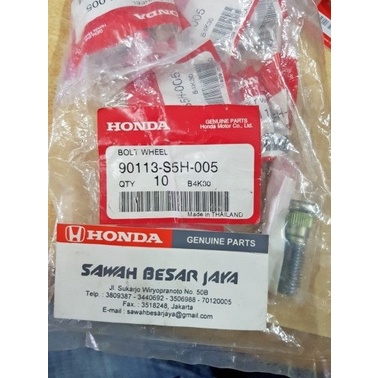 HONDA
GENUINE PARTS
Honda Motor Co., Ltd.
BOLT WHEEL
90113-S5H-005
QTY 10 B4K00
Made in THAILAND
HONDA GENUINE PARTS
SAWAH BESAR JAYA
Jl. Sukarjo Wiryopranoto No. 50B
Telp. : 3809387 - 3440692 - 3506988 - 70120005
Fax. : 3518248, Jakarta
E-mail : sawahbesarjaya@gmail.com